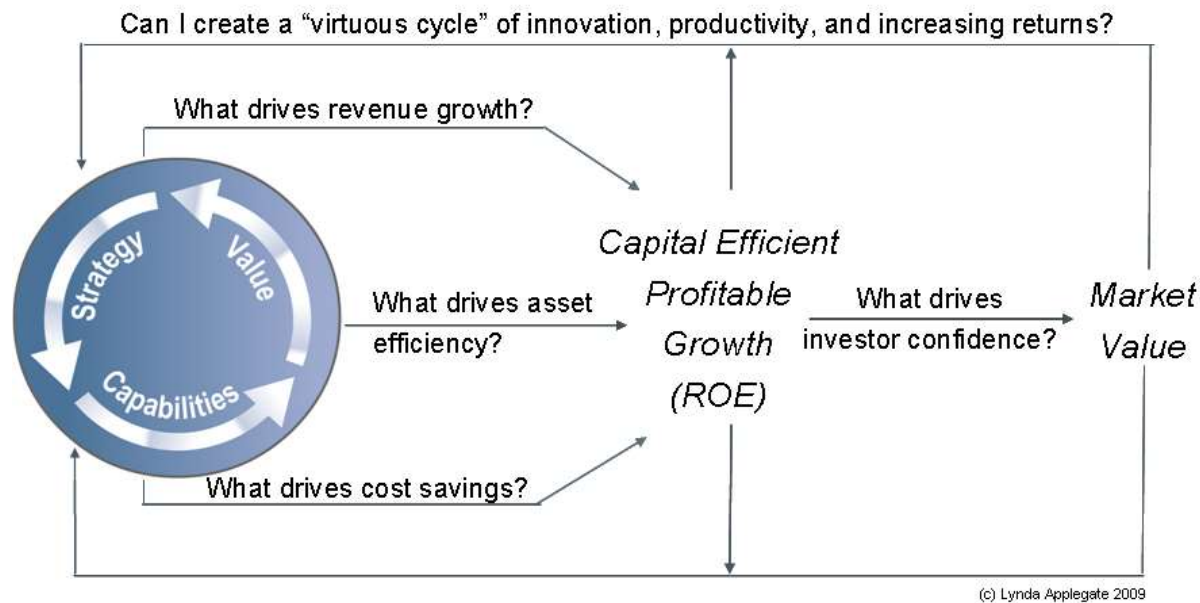 Can I create a “virtuous cycle” of innovation, productivity, and increasing returns?
What drives revenue growth?
Strategy
Value
Capabilities
What drives asset
efficiency?
What drives cost savings?
Capital Efficient
Profitable
Growth
(ROE)
What drives
investor confidence?
Market
Value
(c) Lynda Applegate 2009